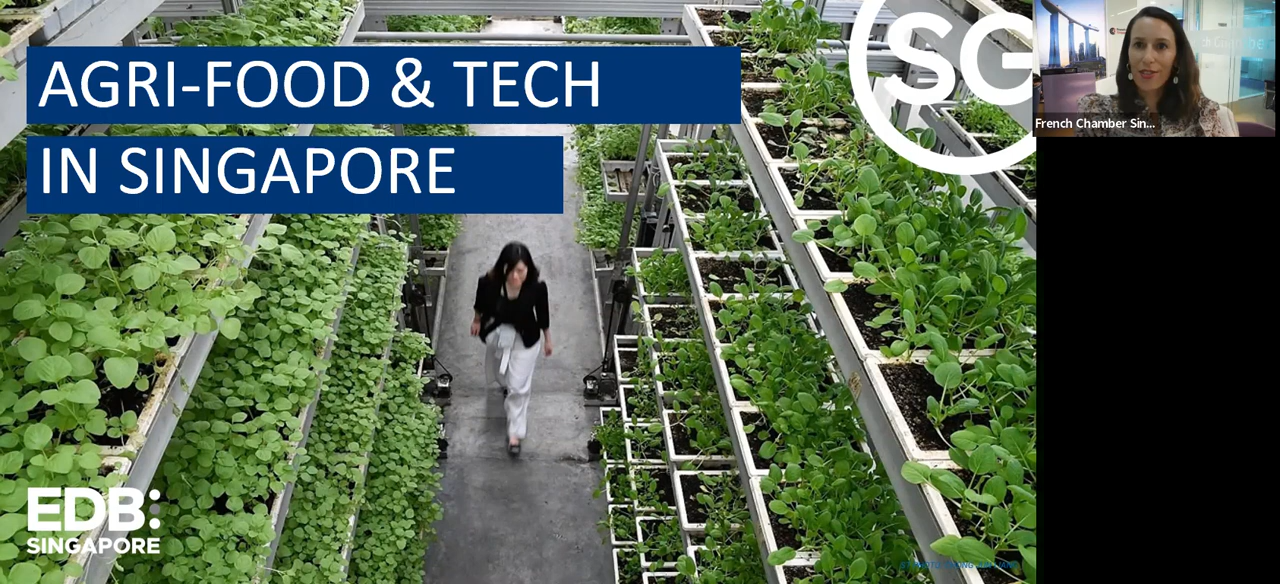 AGRI-FOOD & TECH
IN SINGAPORE
SG
French Chamber Sin...
EDB:
SINGAPORE